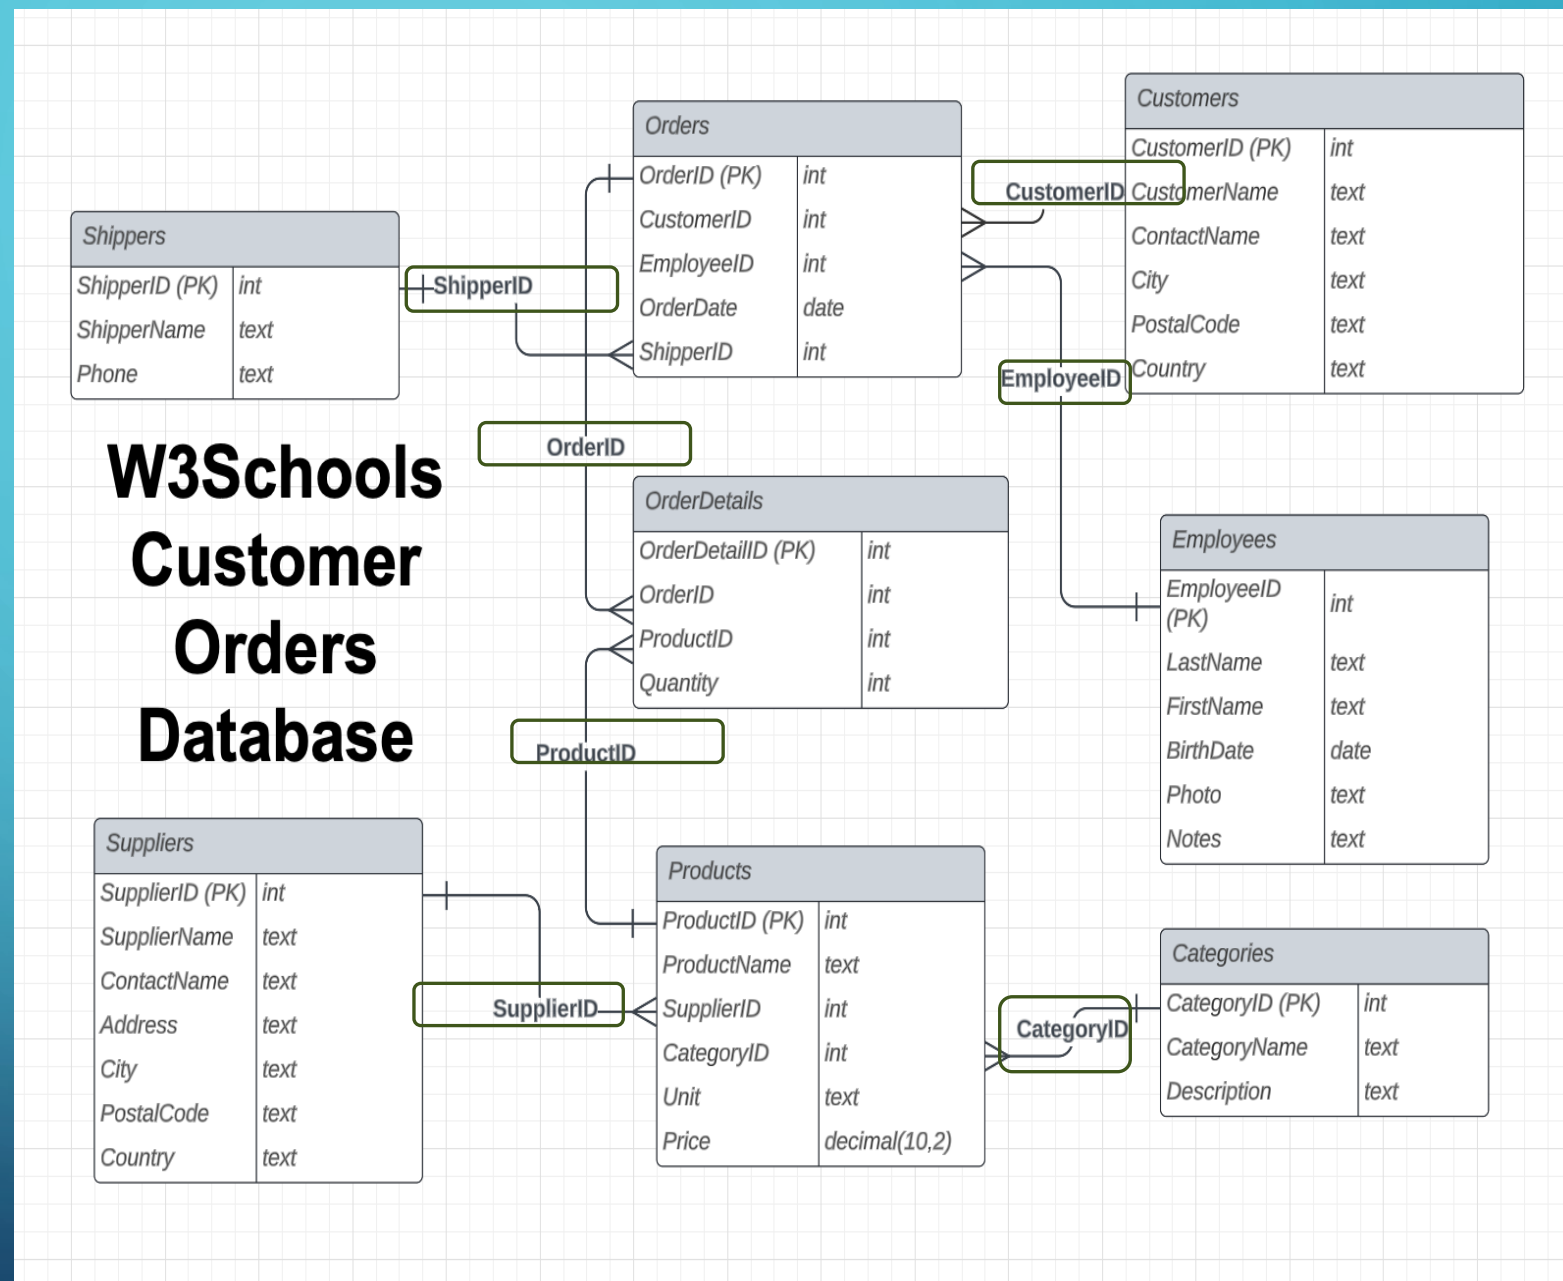 Customers
CustomerID (PK) int
CustomerName text
ContactName text
City text
PostalCode text
Country text
Orders
OrderID (PK) int
CustomerID int
EmployeeID int
OrderDate date
ShipperID int
CustomerID
Shippers
ShipperID (PK) int
ShipperName text
Phone text
ShipperID
EmployeeID
OrderID
W3Schools
Customer
Orders
Database
OrderDetails
OrderDetailID (PK) int
OrderID int
ProductID int
Quantity int
Employees
EmployeeID
(PK) int
LastName text
FirstName text
BirthDate date
Photo text
Notes text
ProductID
Suppliers
SupplierID (PK) int
SupplierName text
ContactName text
Address text
City text
PostalCode text
Country text
SupplierID
Products
ProductID (PK) int
ProductName text
SupplierID int
CategoryID int
Unit text
Price decimal(10,2)
CategoryID
Categories
CategoryID (PK) int
CategoryName text
Description text